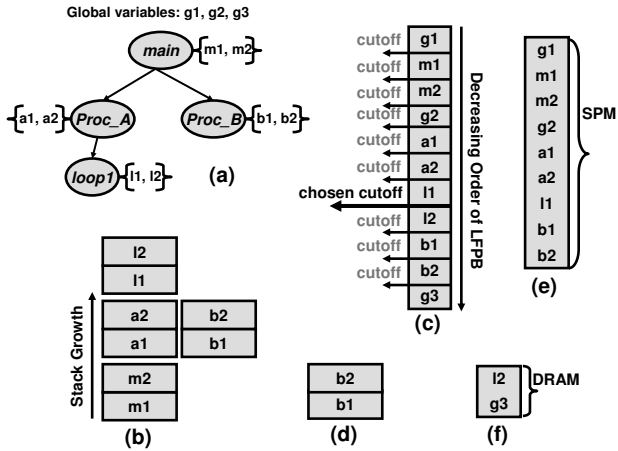 Global variables: g1, g2, g3
main {m1, m2}
{a1, a2} Proc_A Proc_B {b1, b2}
loop1 {l1, l2} (a)
l2
l1
a2 b2
a1 b1
m2
m1
Stack Growth
(b)
cutoff g1
cutoff m1
cutoff m2
cutoff g2
cutoff a1
cutoff a2
chosen cutoff l1
cutoff l2
cutoff b1
cutoff b2
g3
Decreasing Order of LFPB
(c)
b2
b1
(d)
g1
m1
m2
g2
a1
a2
l1
b1
b2
SPM
(e)
l2
g3
DRAM
(f)